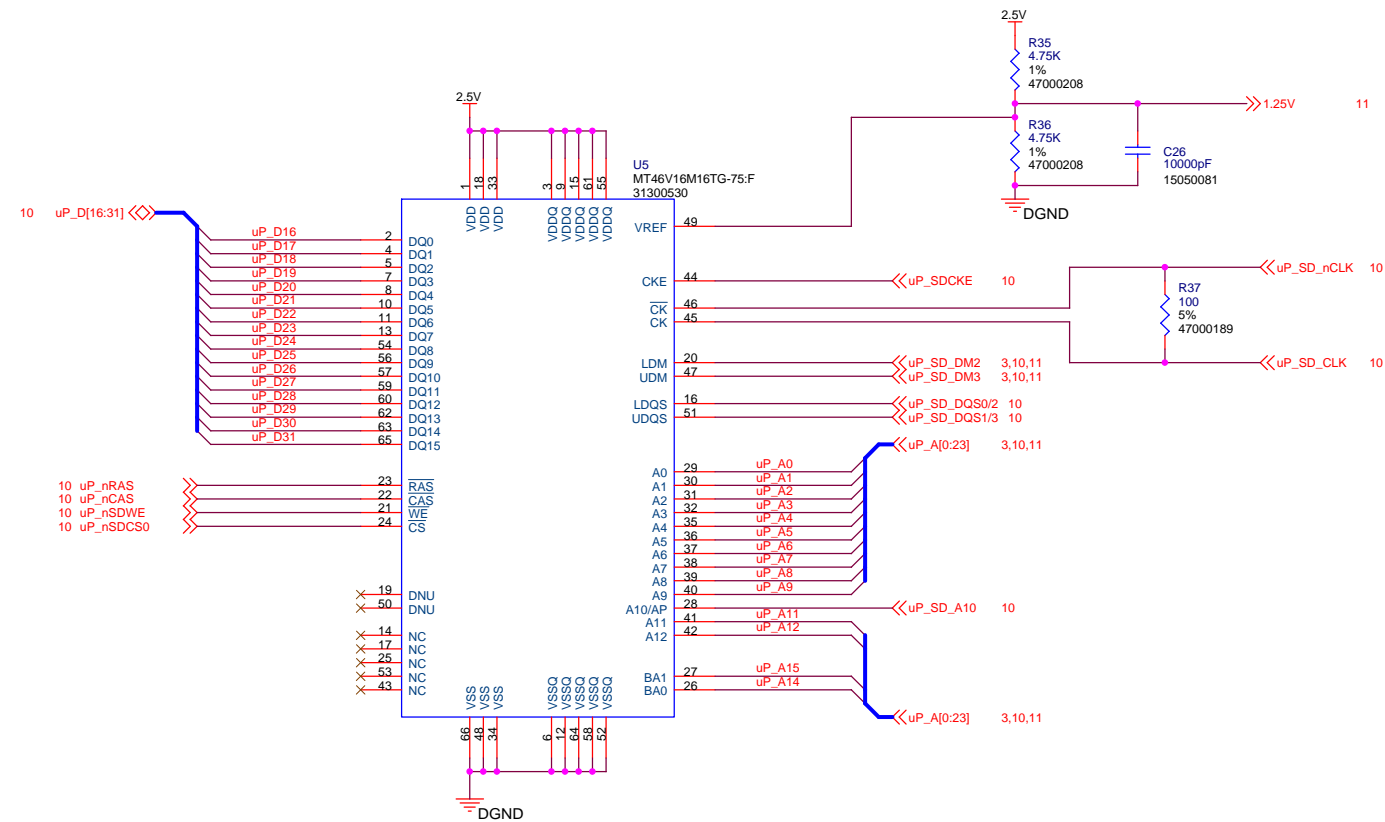 2.5V
R35
4.75K
1%
47000208
1.25V 11
R36
4.75K
1%
47000208
C26
10000pF
15050081
DGND
2.5V
U5
MT46V16M16TG-75:F
31300530
1 18 33 3 9 15 61 55
VDD VDD VDD VDDQ VDDQ VDDQ VDDQ VDDQ
10 uP_D[16:31]
uP_D16 2 DQ0
uP_D17 4 DQ1
uP_D18 5 DQ2
uP_D19 7 DQ3
uP_D20 8 DQ4
uP_D21 10 DQ5
uP_D22 11 DQ6
uP_D23 13 DQ7
uP_D24 54 DQ8
uP_D25 56 DQ9
uP_D26 57 DQ10
uP_D27 59 DQ11
uP_D28 60 DQ12
uP_D29 62 DQ13
uP_D30 63 DQ14
uP_D31 65 DQ15
10 uP_nRAS 23 RAS
10 uP_nCAS 22 CAS
10 uP_nSDWE 21 WE
10 uP_nSDCS0 24 CS
19 DNU
50 DNU
14 NC
17 NC
25 NC
53 NC
43 NC
VREF 49
CKE 44 uP_SDCKE 10
CK 46 uP_SD_nCLK 10
CK 45 uP_SD_CLK 10
R37
100
5%
47000189
LDM 20 uP_SD_DM2 3,10,11
UDM 47 uP_SD_DM3 3,10,11
LDQS 16 uP_SD_DQS0/2 10
UDQS 51 uP_SD_DQS1/3 10
uP_A[0:23] 3,10,11
A0 29 uP_A0
A1 30 uP_A1
A2 31 uP_A2
A3 32 uP_A3
A4 35 uP_A4
A5 36 uP_A5
A6 37 uP_A6
A7 38 uP_A7
A8 39 uP_A8
A9 40 uP_A9
A10/AP 28 uP_SD_A10 10
A11 41 uP_A11
A12 42 uP_A12
BA1 27 uP_A15
BA0 26 uP_A14
uP_A[0:23] 3,10,11
VSS VSS VSS VSSQ VSSQ VSSQ VSSQ VSSQ
66 48 34 6 12 64 58 52
DGND